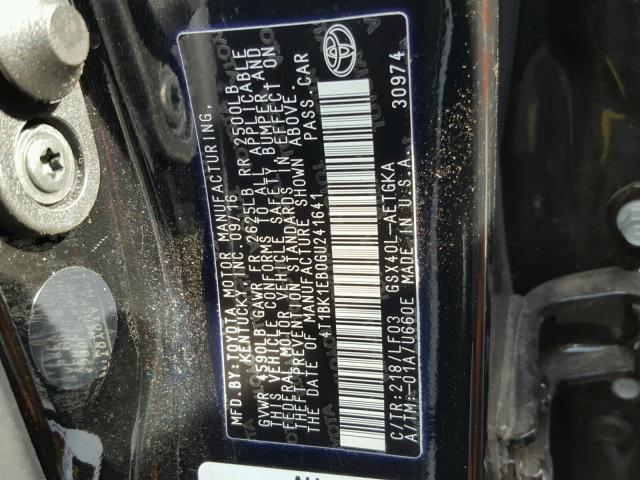 MFD.BY:TOYOTA MOTOR MANUFACTURING,
KENTUCKY,INC. 09/16
GVWR 4590LB GAWR FR 2625LB RR 2500LB
THIS VEHICLE CONFORMS TO ALL APPLICABLE
FEDERAL MOTOR VEHICLE SAFETY, BUMPER,AND
THEFT PREVENTION STANDARDS IN EFFECT ON
THE DATE OF MANUFACTURE SHOWN ABOVE.
4T1BK1EB0GU241641 PASS.CAR
C/TR:218/LF03 GSX40L-AETGKA 30974
A/TM:-01A/U660E MADE IN U.S.A.